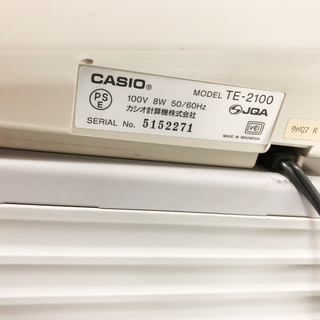 CASIO® MODEL TE-2100
PS E 100V 8W 50/60Hz JQA
カシオ計算機株式会社
SERIAL No. 5152271
MADE IN INDONESIA
9H07 R